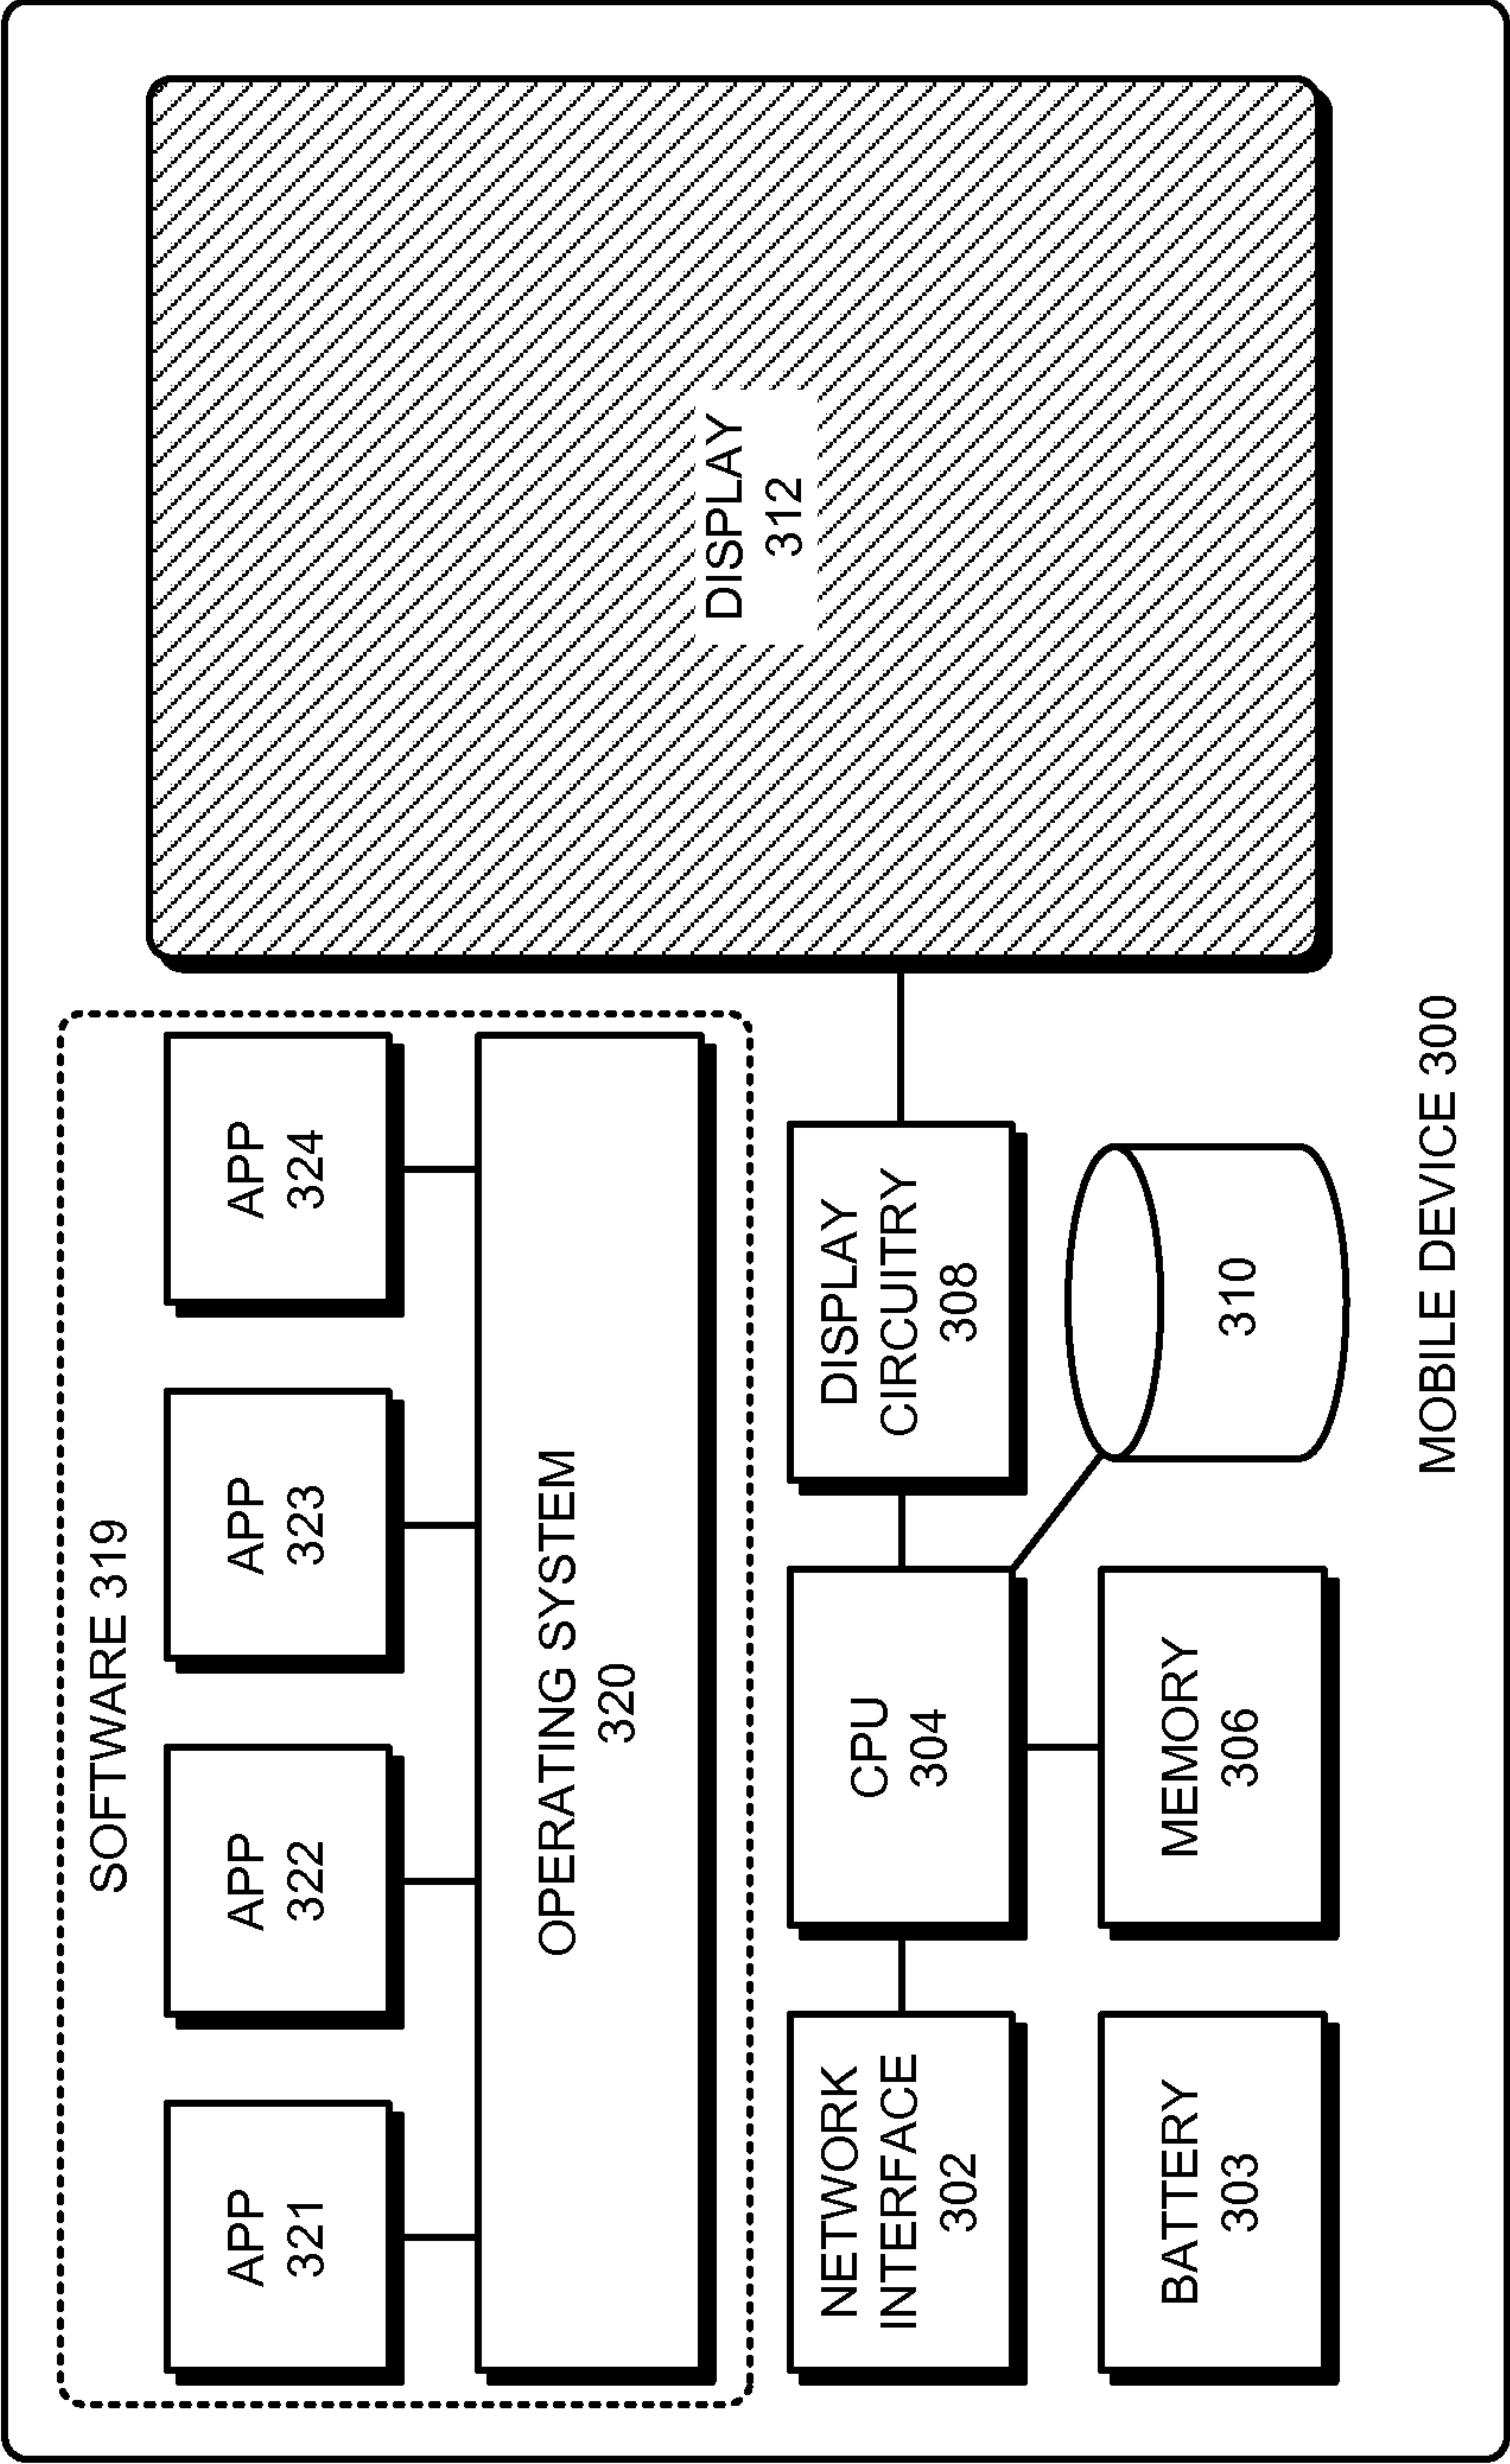 SOFTWARE 319
APP
321
APP
322
APP
323
APP
324
OPERATING SYSTEM
320
NETWORK
INTERFACE
302
CPU
304
DISPLAY
CIRCUITRY
308
BATTERY
303
MEMORY
306
310
DISPLAY
312
MOBILE DEVICE 300